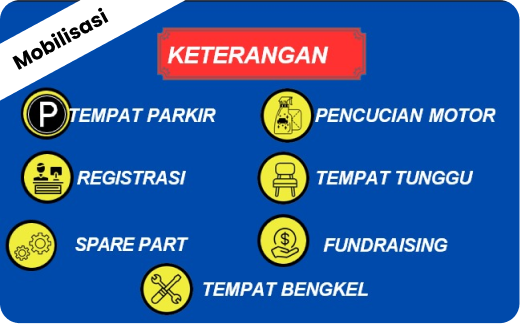 Mobilisasi
KETERANGAN
P TEMPAT PARKIR
PENCUCIAN MOTOR
REGISTRASI
TEMPAT TUNGGU
SPARE PART
$ FUNDRAISING
TEMPAT BENGKEL